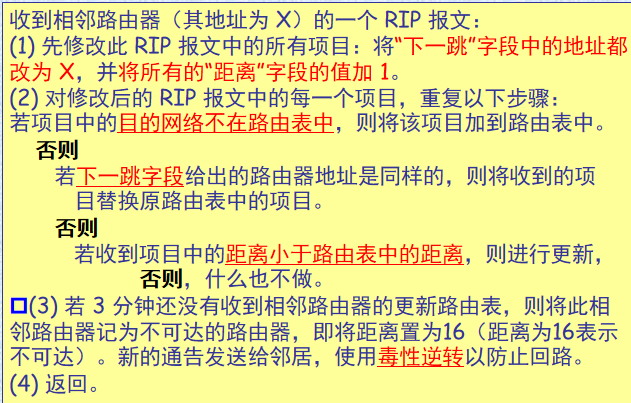 收到相邻路由器（其地址为 X）的一个 RIP 报文：
(1) 先修改此 RIP 报文中的所有项目：将“下一跳”字段中的地址都
改为 X，并将所有的“距离”字段的值加 1。
(2) 对修改后的 RIP 报文中的每一个项目，重复以下步骤：
若项目中的目的网络不在路由表中，则将该项目加到路由表中。
否则
若下一跳字段给出的路由器地址是同样的，则将收到的项
目替换原路由表中的项目。
否则
若收到项目中的距离小于路由表中的距离，则进行更新，
否则，什么也不做。
(3) 若 3 分钟还没有收到相邻路由器的更新路由表，则将此相
邻路由器记为不可达的路由器，即将距离置为16（距离为16表示
不可达）。新的通告发送给邻居，使用毒性逆转以防止回路。
(4) 返回。